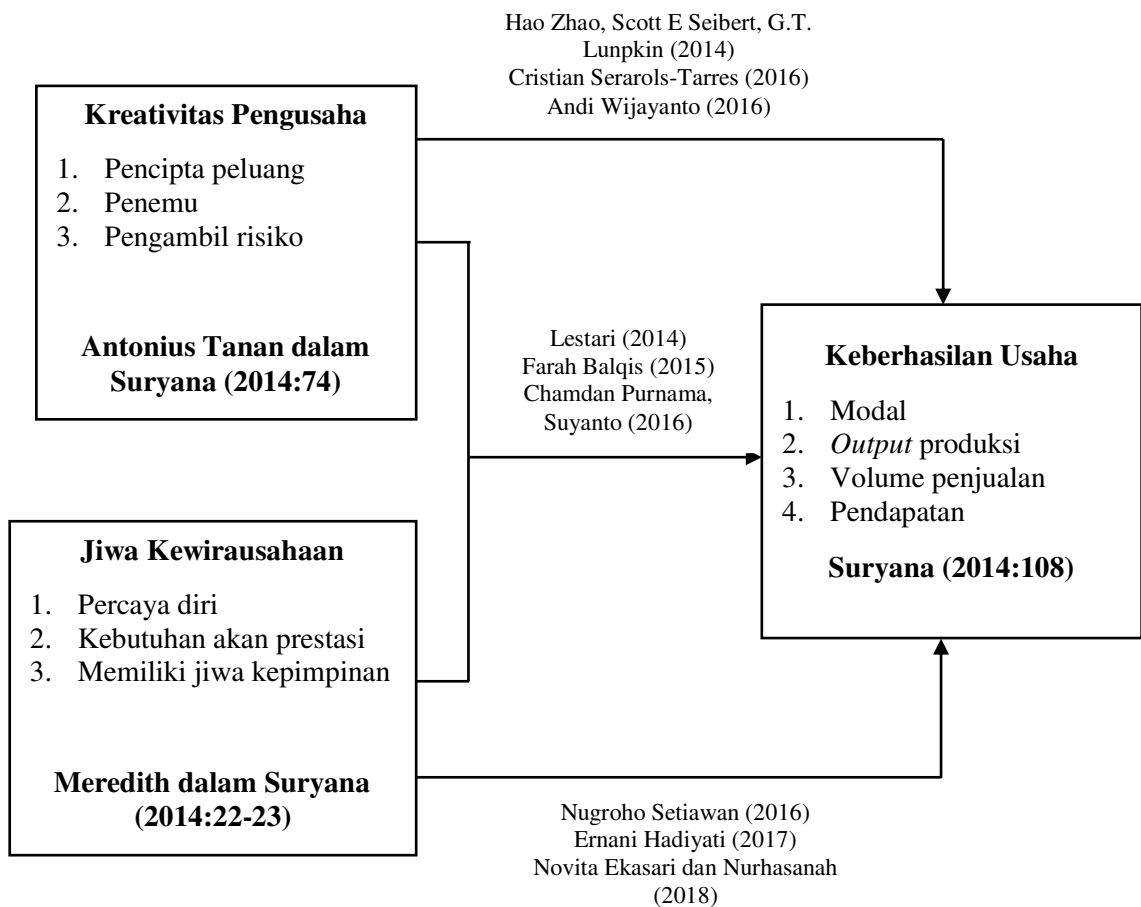 Hao Zhao, Scott E Seibert, G.T.
Lunpkin (2014)
Cristian Serarols-Tarres (2016)
Andi Wijayanto (2016)
Kreativitas Pengusaha
1. Pencipta peluang
2. Penemu
3. Pengambil risiko
Antonius Tanan dalam
Suryana (2014:74)
Lestari (2014)
Farah Balqis (2015)
Chamdan Purnama,
Suyanto (2016)
Keberhasilan Usaha
1. Modal
2. Output produksi
3. Volume penjualan
4. Pendapatan
Suryana (2014:108)
Jiwa Kewirausahaan
1. Percaya diri
2. Kebutuhan akan prestasi
3. Memiliki jiwa kepimpinan
Meredith dalam Suryana
(2014:22-23)
Nugroho Setiawan (2016)
Ernani Hadiyati (2017)
Novita Ekasari dan Nurhasanah
(2018)